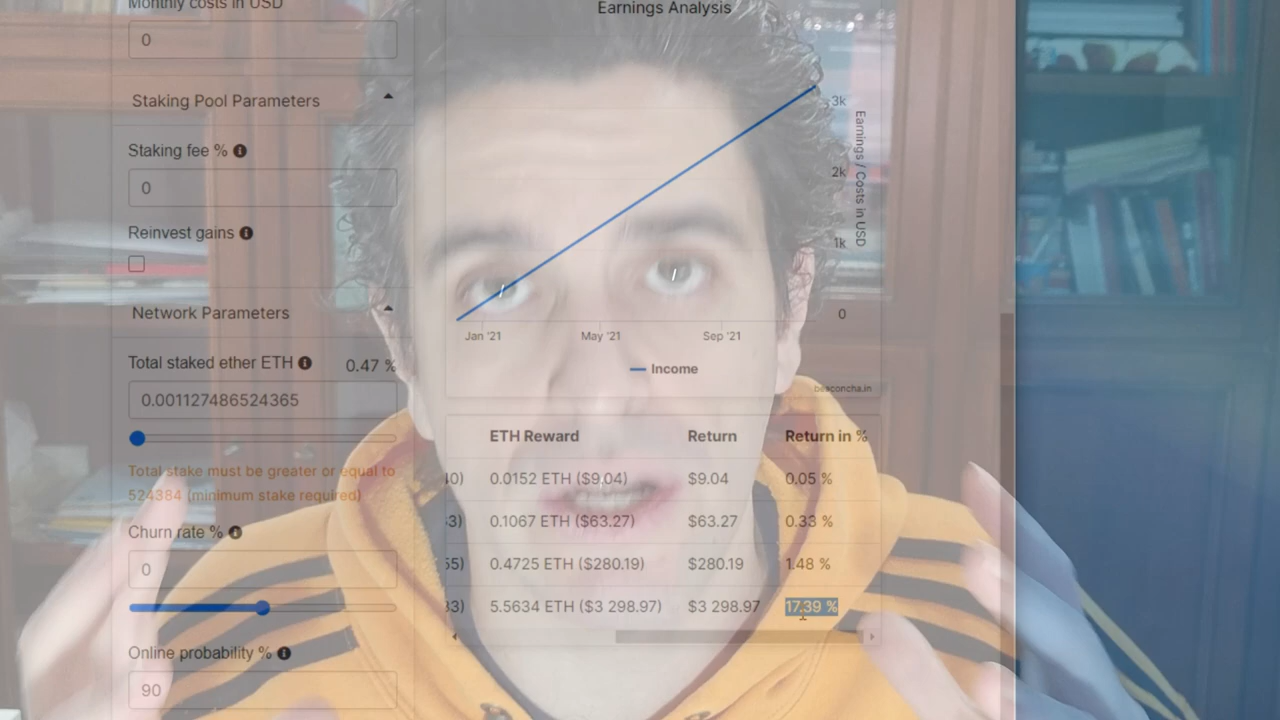 Monthly costs in USD
0
Staking Pool Parameters
Staking fee %
0
Reinvest gains
Network Parameters
Total staked ether ETH
0.47 %
0.001127486524365
Total stake must be greater or equal to
524384 (minimum stake required)
Churn rate %
0
Online probability %
90
Earnings Analysis
3k
2k
1k
0
Earnings / Costs in USD
Jan '21 May '21 Sep '21
Income
beaconcha.in
ETH Reward Return Return in %
40) 0.0152 ETH ($9.04) $9.04 0.05 %
63) 0.1067 ETH ($63.27) $63.27 0.33 %
55) 0.4725 ETH ($280.19) $280.19 1.48 %
33) 5.5634 ETH ($3 298.97) $3 298.97 17.39 %